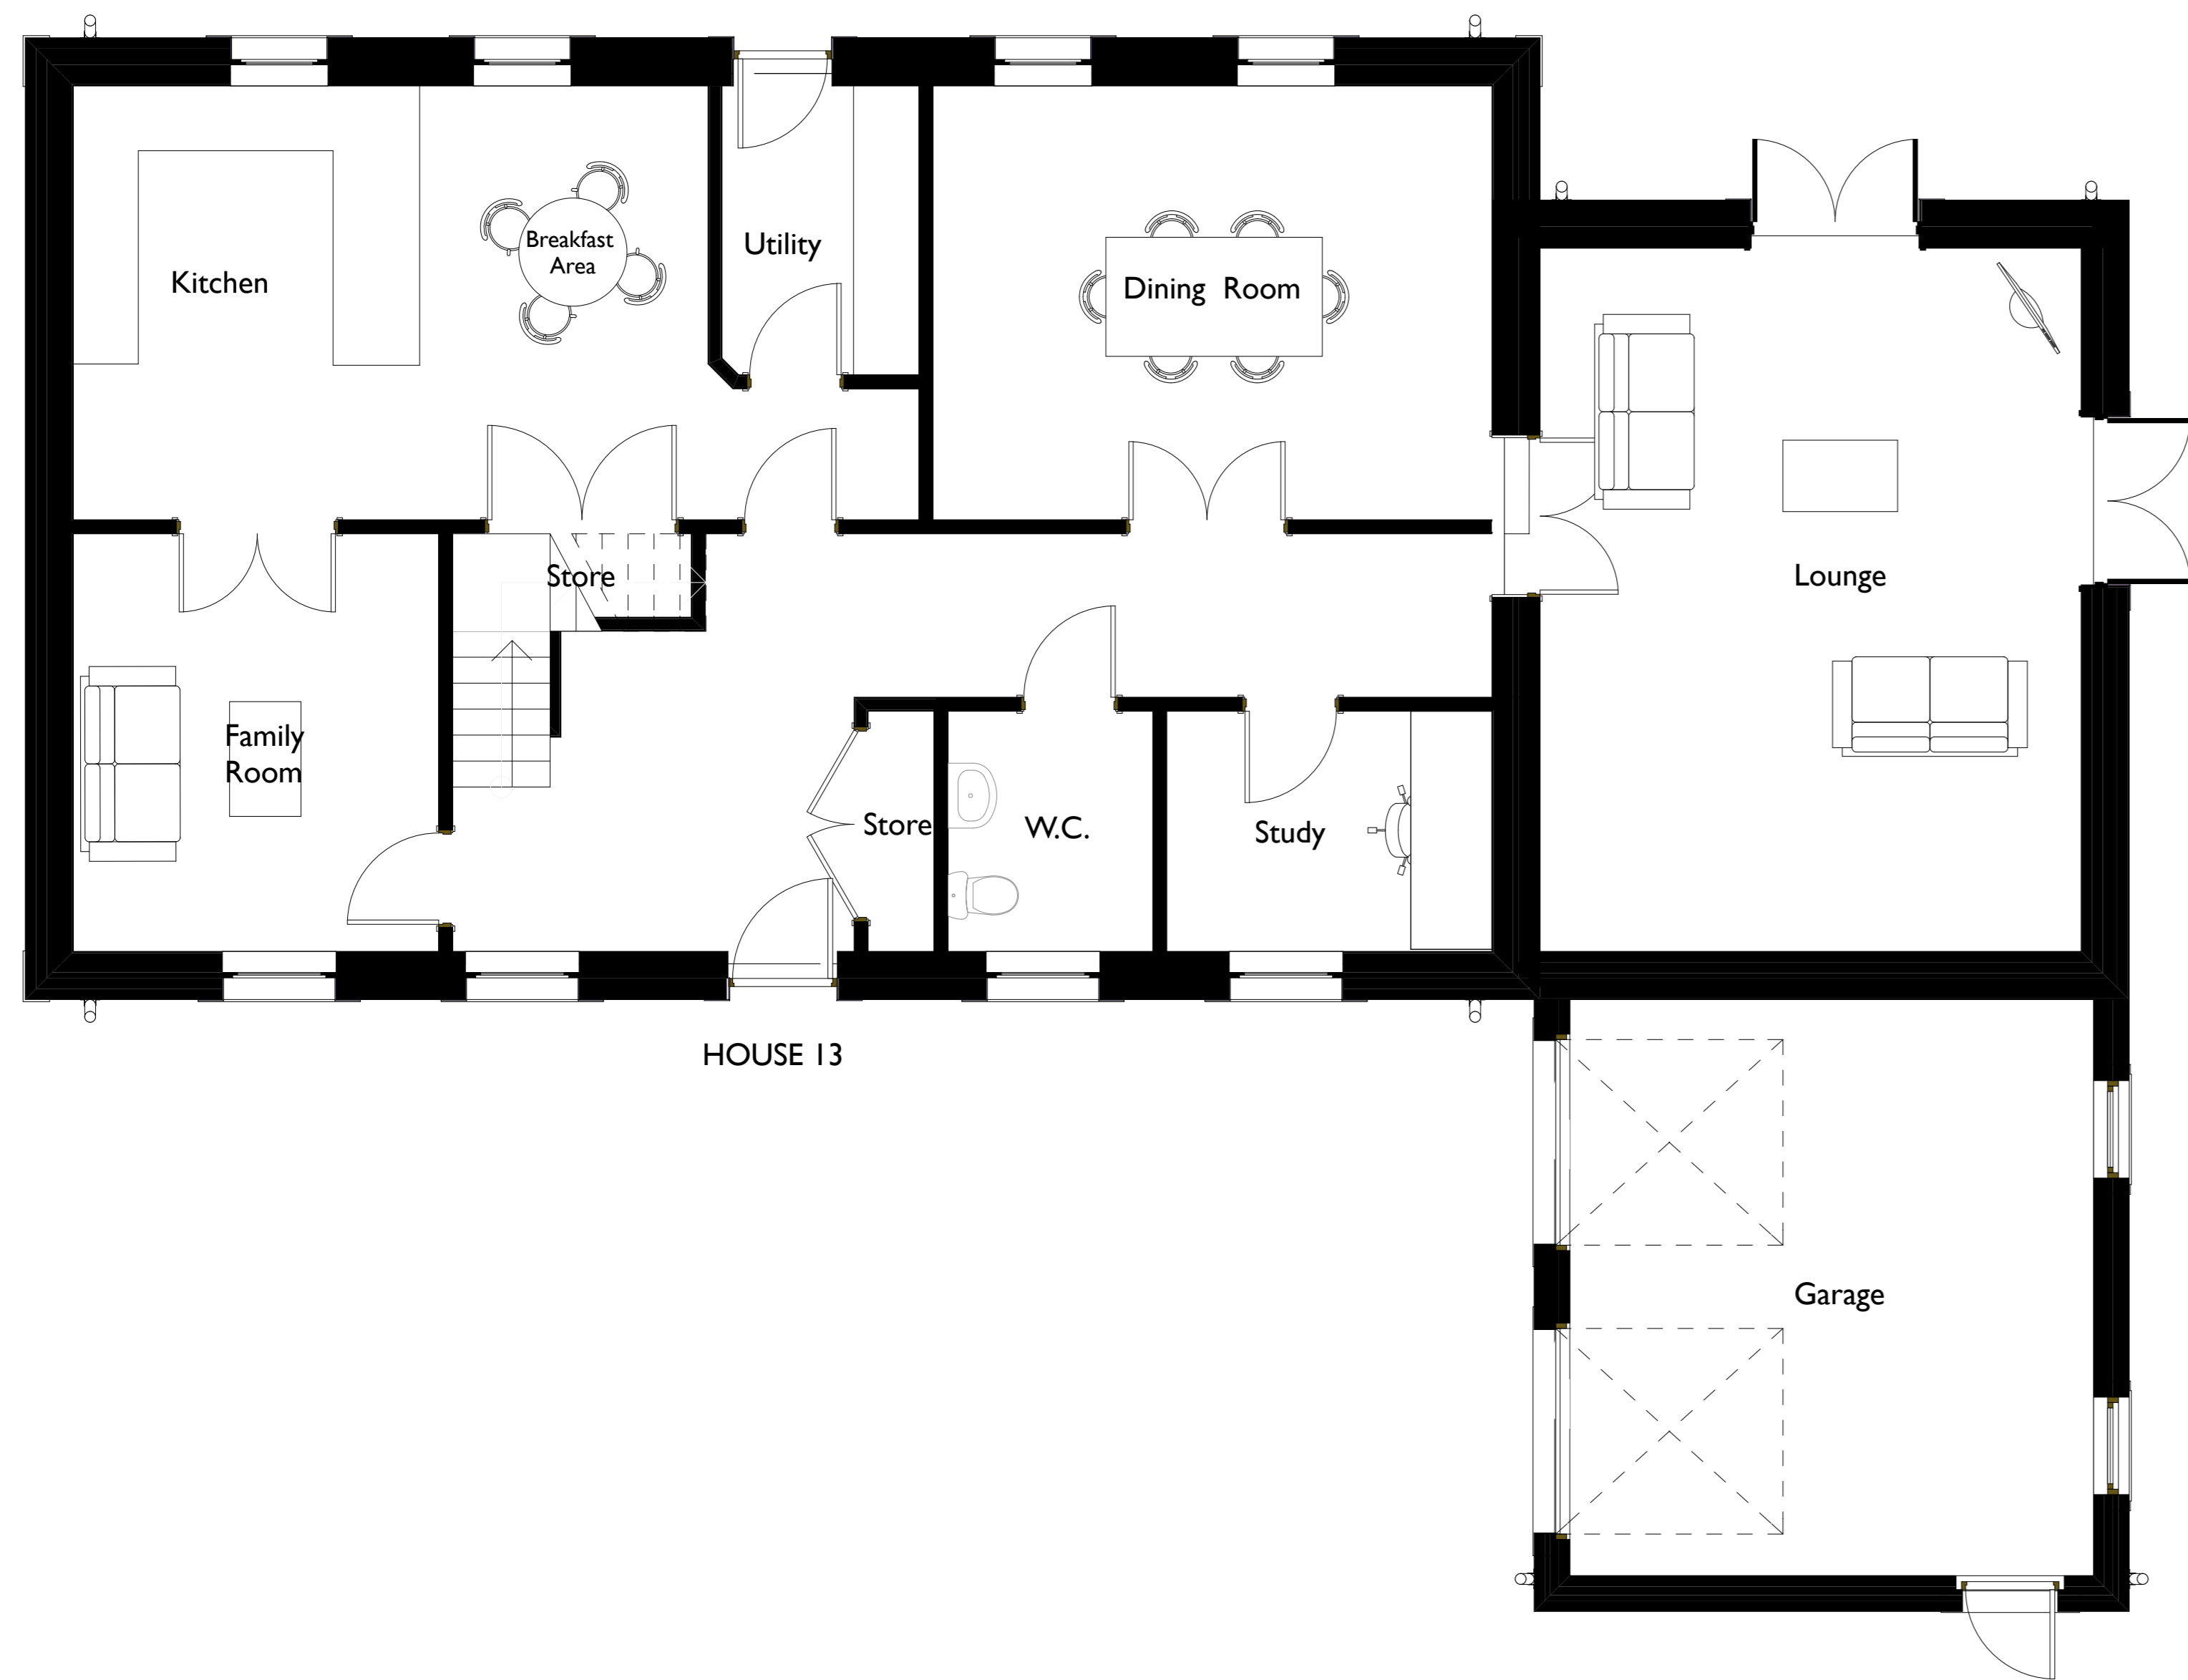 Kitchen
Breakfast
Area
Utility
Dining Room
Store
Lounge
Family
Room
Store
W.C.
Study
HOUSE 13
Garage